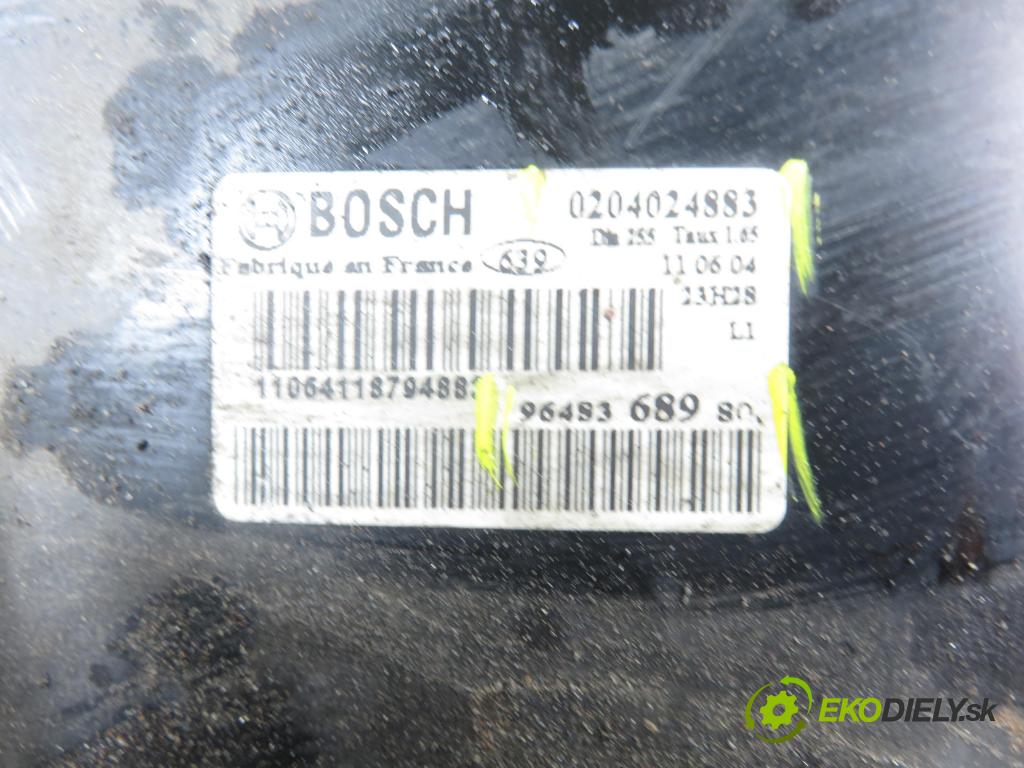 BOSCH 0204024883
Dia 255 Taux 1.65
Fabrique en France 639 11 06 04
23H28
L1
1106411879488
96483 689 80
EKODIELY.sk